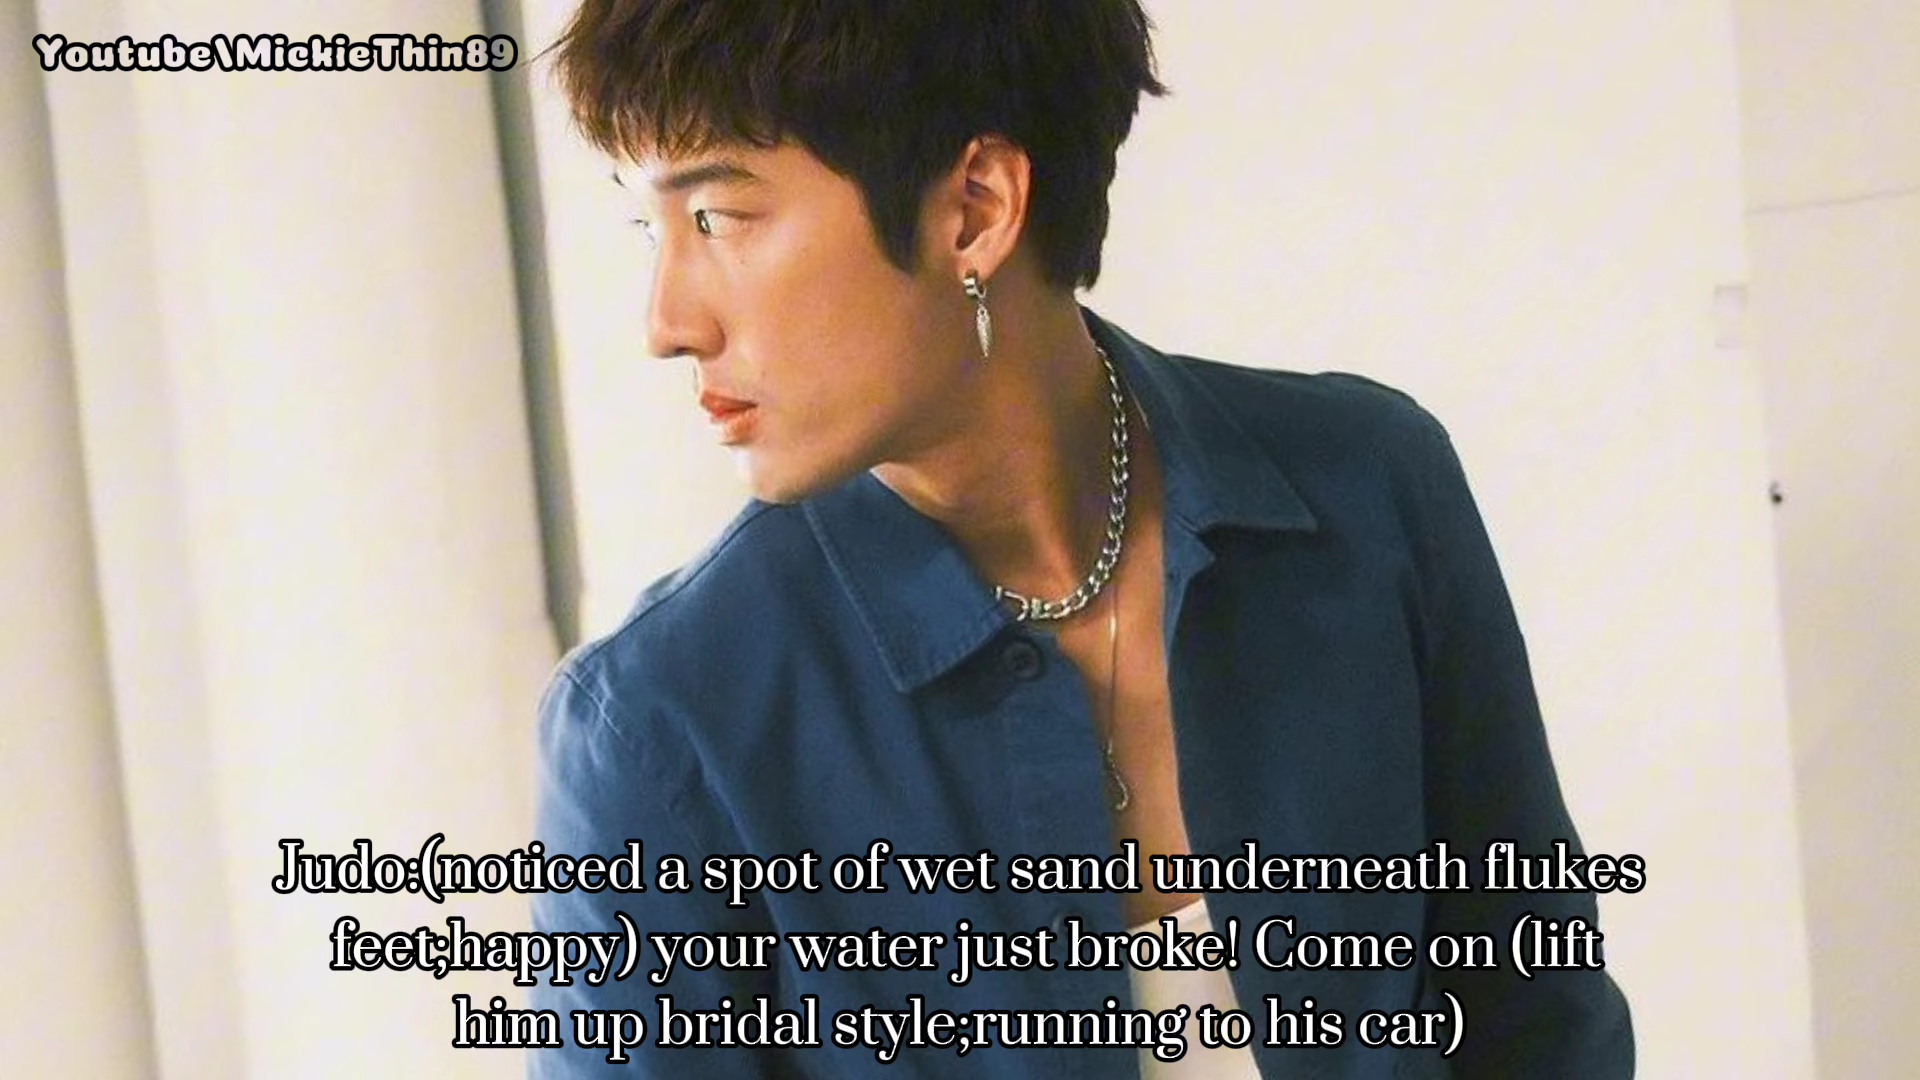 Youtube\MickieThin89
Judo:(noticed a spot of wet sand underneath flukes
feet;happy) your water just broke! Come on (lift
him up bridal style;running to his car)